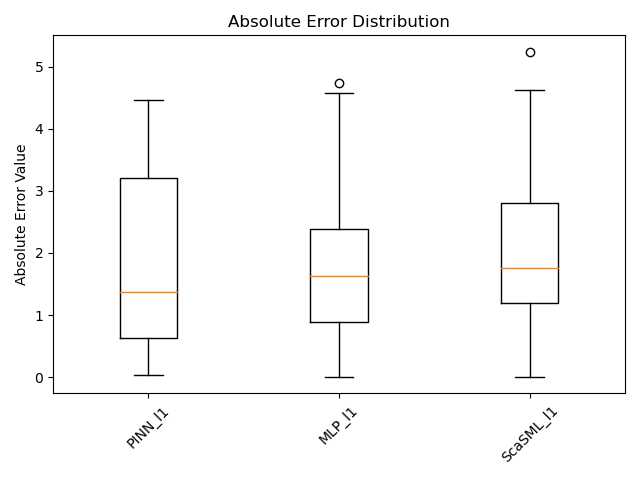 Absolute Error Distribution
Absolute Error Value
5
4
3
2
1
0
PINN_l1
MLP_l1
ScaSML_l1